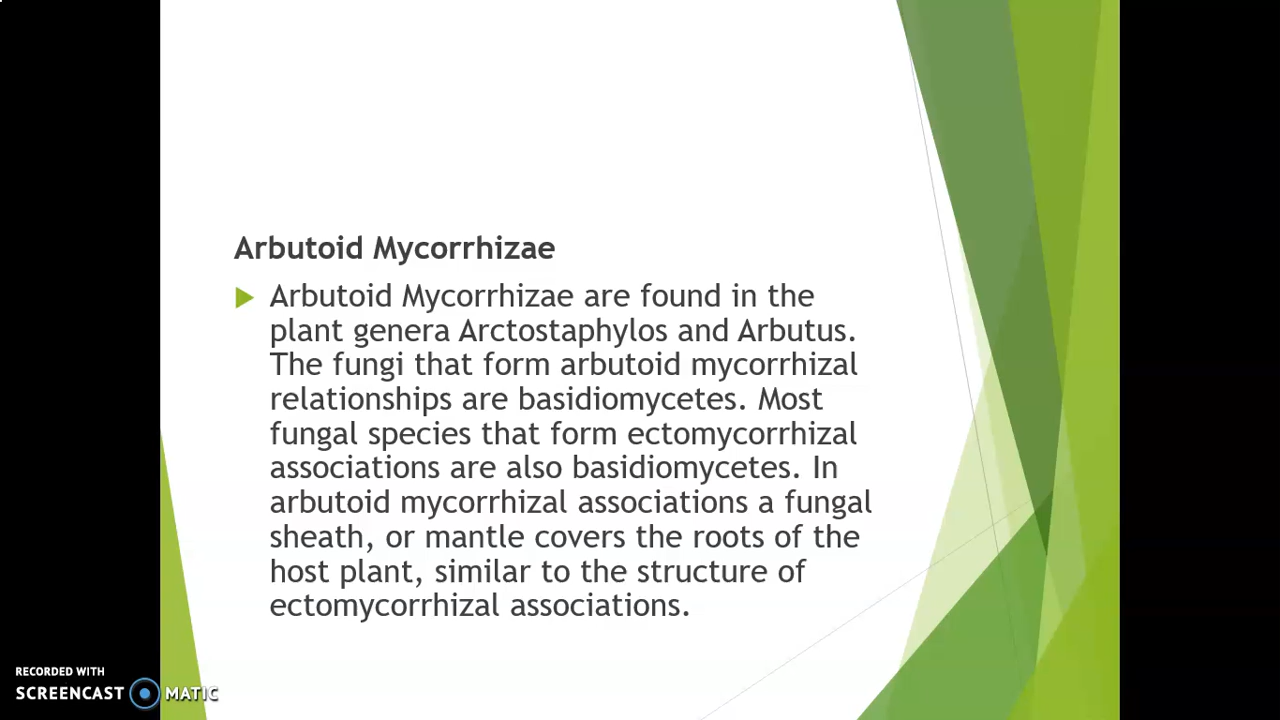 Arbutoid Mycorrhizae
Arbutoid Mycorrhizae are found in the
plant genera Arctostaphylos and Arbutus.
The fungi that form arbutoid mycorrhizal
relationships are basidiomycetes. Most
fungal species that form ectomycorrhizal
associations are also basidiomycetes. In
arbutoid mycorrhizal associations a fungal
sheath, or mantle covers the roots of the
host plant, similar to the structure of
ectomycorrhizal associations.
RECORDED WITH
SCREENCAST MATIC